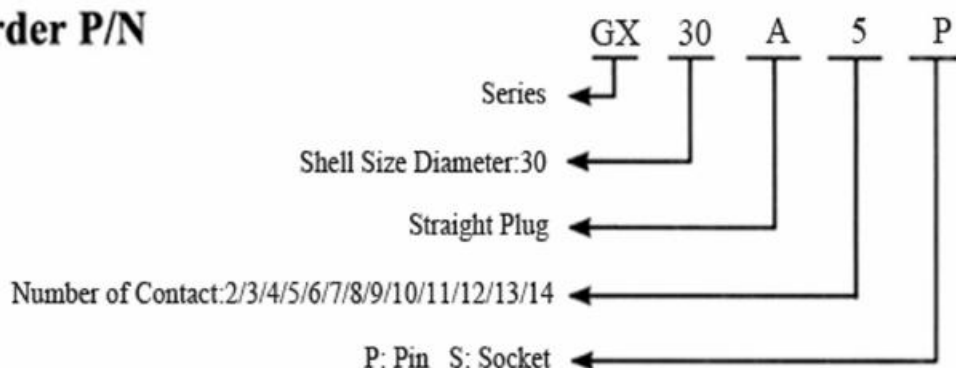 rder P/N
GX 30 A 5 P
Series
Shell Size Diameter:30
Straight Plug
Number of Contact:2/3/4/5/6/7/8/9/10/11/12/13/14
P: Pin S: Socket